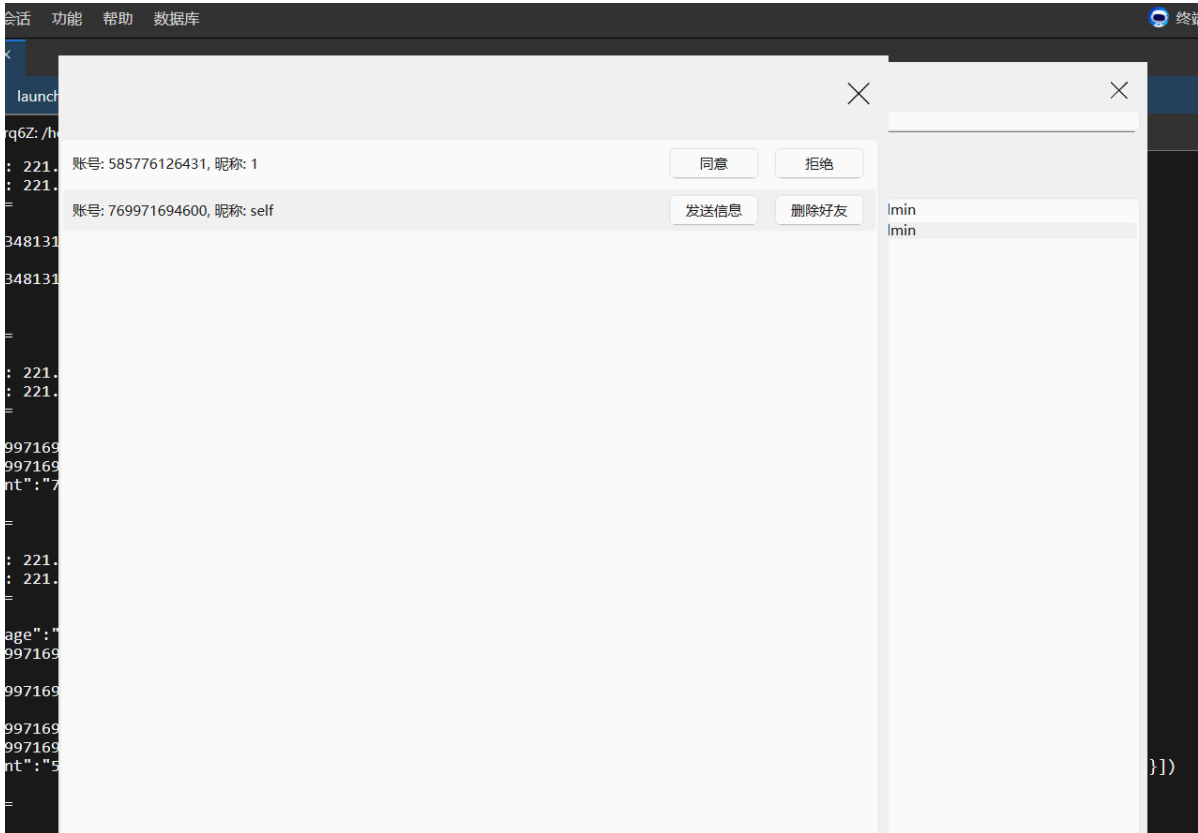 会话 功能 帮助 数据库 终端
launch
rq6Z: /h
: 221.
: 221.
=
348131
348131
=
: 221.
: 221.
=
997169
997169
nt":"7
=
: 221.
: 221.
=
age":"
997169
997169
997169
997169
nt":"5
=
账号: 585776126431, 昵称: 1 同意 拒绝
账号: 769971694600, 昵称: self 发送信息 删除好友
lmin
lmin
}])